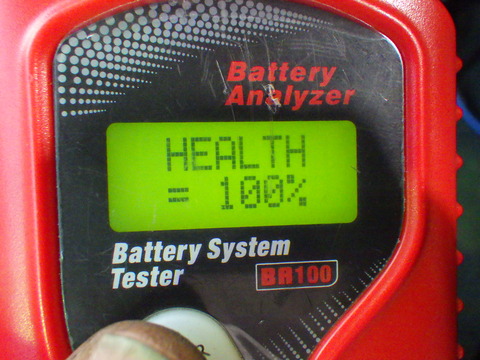 Battery
Analyzer
HEALTH
= 100%
Battery System
Tester
BR100